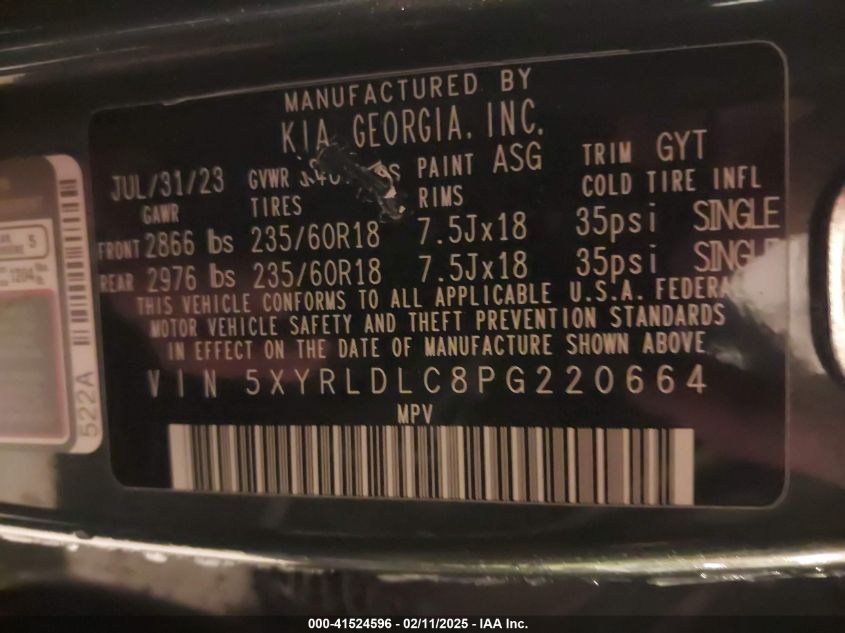 MANUFACTURED BY
KIA GEORGIA, INC.
JUL/31/23 GVWR PAINT ASG TRIM GYT
GAWR TIRES RIMS COLD TIRE INFL
FRONT 2866 lbs 235/60R18 7.5Jx18 35psi SINGLE
REAR 2976 lbs 235/60R18 7.5Jx18 35psi SINGLE
THIS VEHICLE CONFORMS TO ALL APPLICABLE U.S.A. FEDERAL
MOTOR VEHICLE SAFETY AND THEFT PREVENTION STANDARDS
IN EFFECT ON THE DATE OF MANUFACTURE SHOWN ABOVE
VIN 5XYRLDLC8PG220664
MPV
5
522A
000-41524596 - 02/11/2025 - IAA Inc.